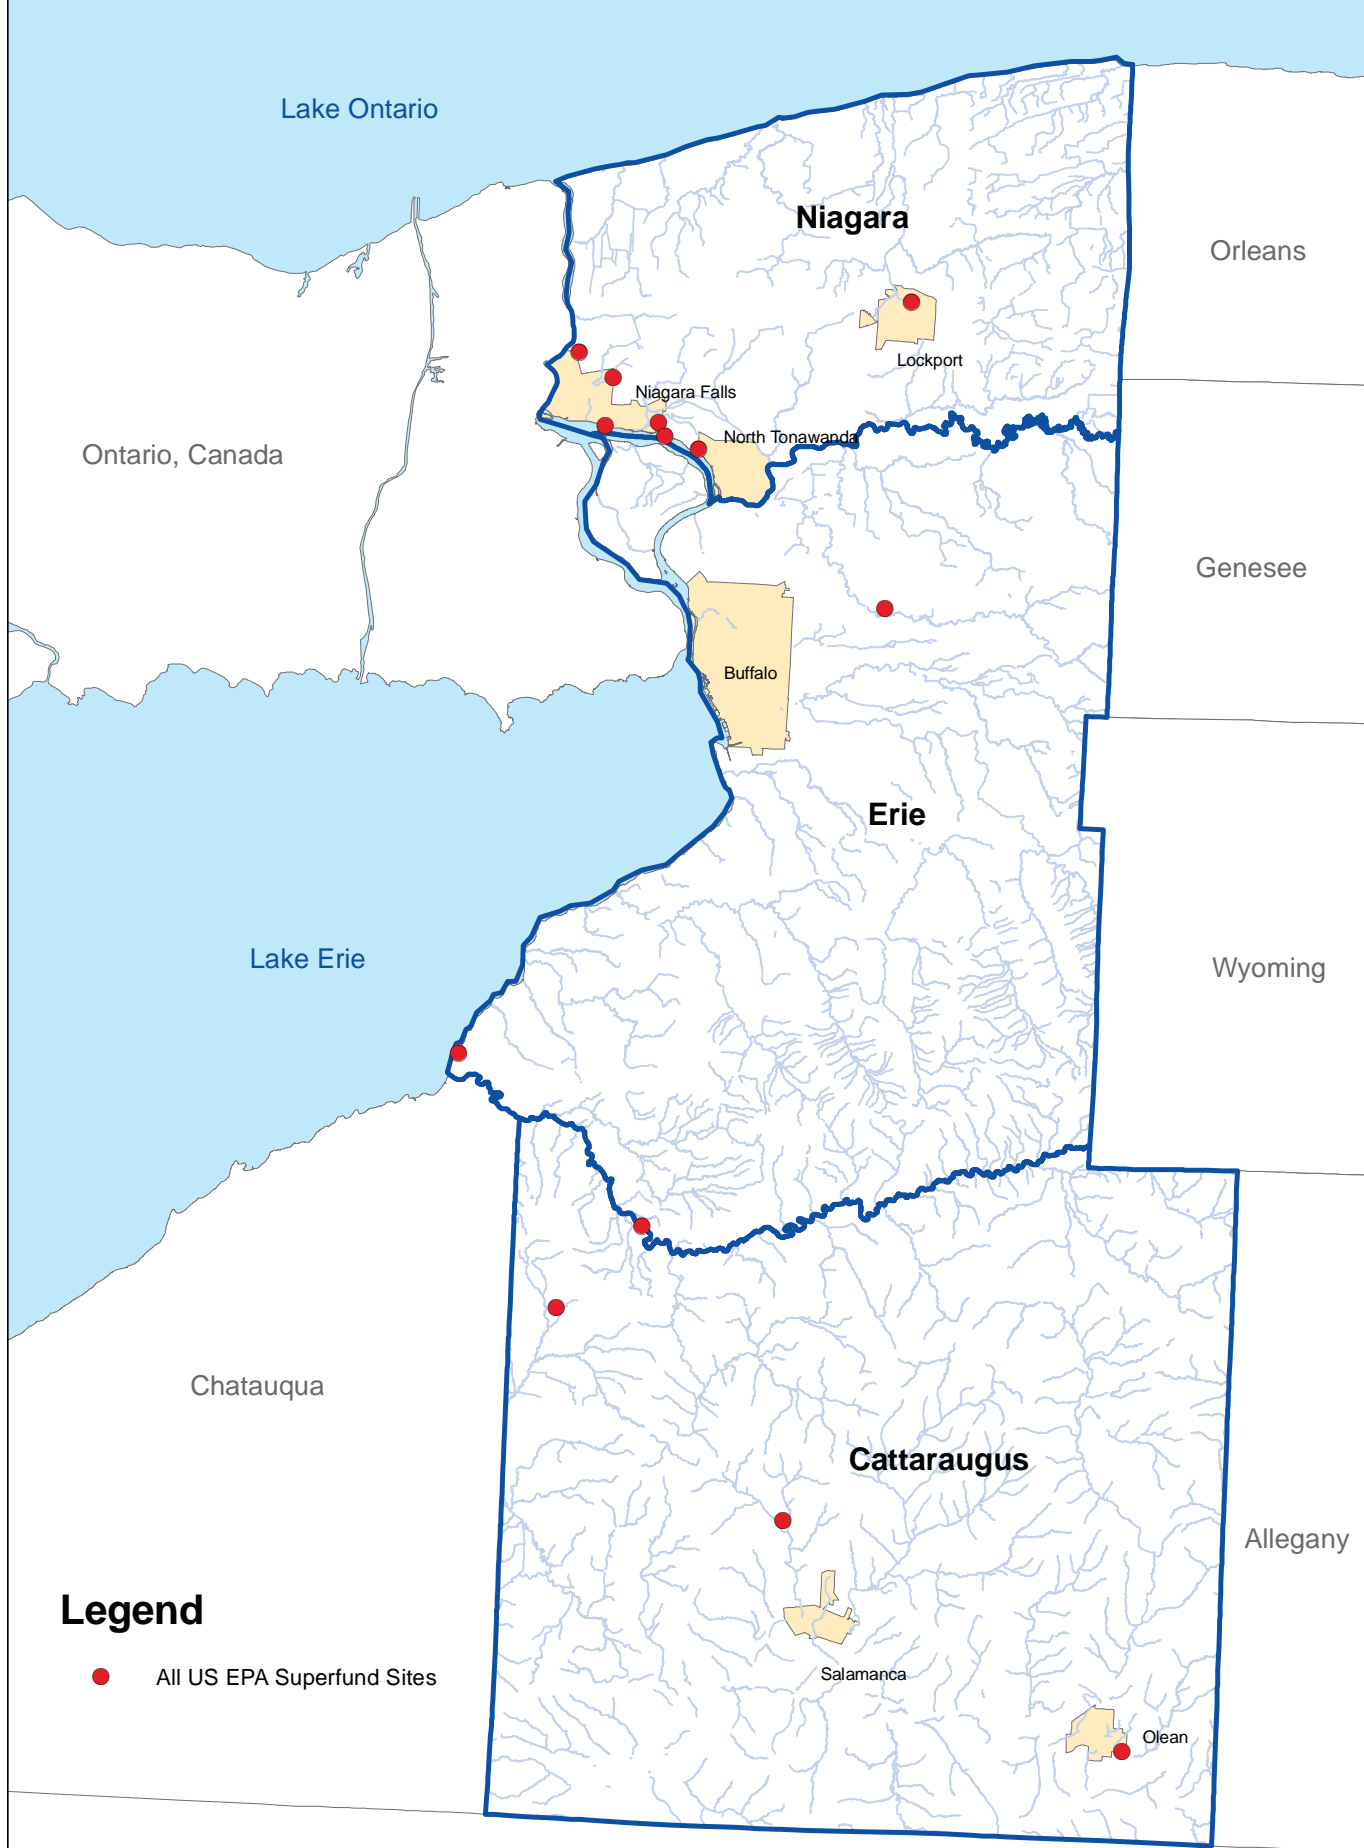 Lake Ontario
Niagara
Orleans
Lockport
Niagara Falls
North Tonawanda
Ontario, Canada
Genesee
Buffalo
Erie
Lake Erie
Wyoming
Chatauqua
Cattaraugus
Allegany
Legend
All US EPA Superfund Sites
Salamanca
Olean